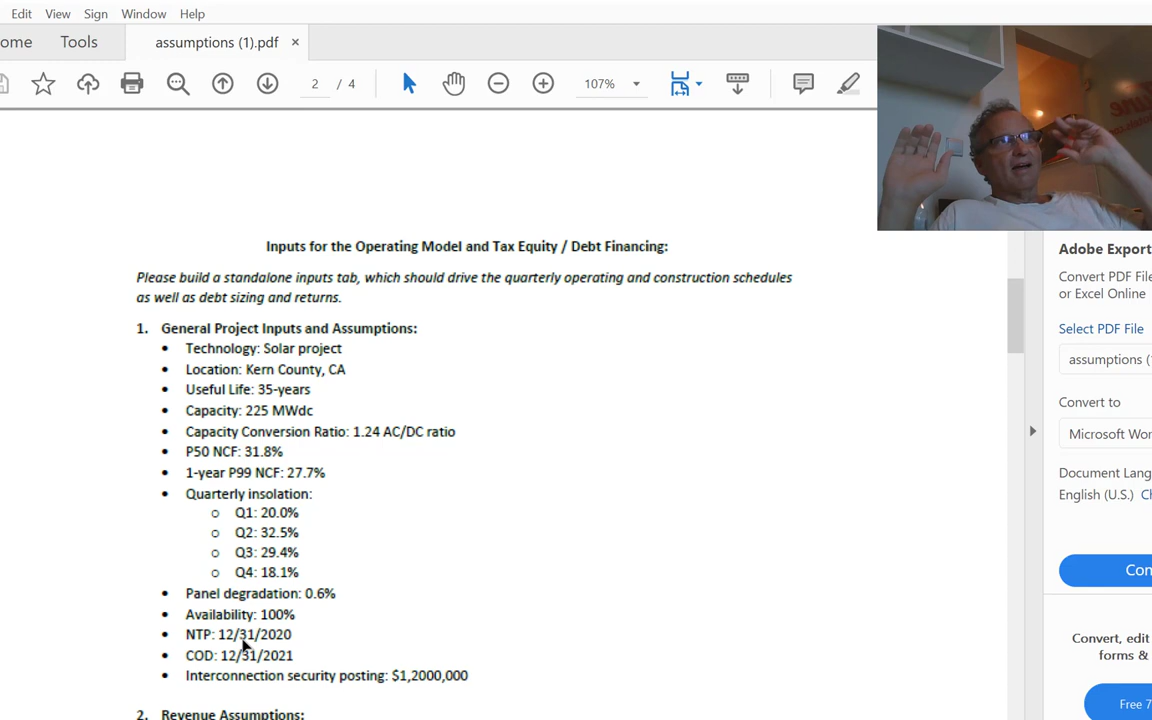 Edit View Sign Window Help
ome Tools assumptions (1).pdf ×
2 / 4 107%
Inputs for the Operating Model and Tax Equity / Debt Financing:
Please build a standalone inputs tab, which should drive the quarterly operating and construction schedules
as well as debt sizing and returns.
1. General Project Inputs and Assumptions:
• Technology: Solar project
• Location: Kern County, CA
• Useful Life: 35-years
• Capacity: 225 MWdc
• Capacity Conversion Ratio: 1.24 AC/DC ratio
• P50 NCF: 31.8%
• 1-year P99 NCF: 27.7%
• Quarterly insolation:
o Q1: 20.0%
o Q2: 32.5%
o Q3: 29.4%
o Q4: 18.1%
• Panel degradation: 0.6%
• Availability: 100%
• NTP: 12/31/2020
• COD: 12/31/2021
• Interconnection security posting: $1,2000,000
2. Revenue Assumptions:
Adobe Export
Convert PDF File
or Excel Online
Select PDF File
assumptions (
Convert to
Microsoft Wor
Document Lang
English (U.S.) Ch
Con
Convert, edit
forms &
Free 7